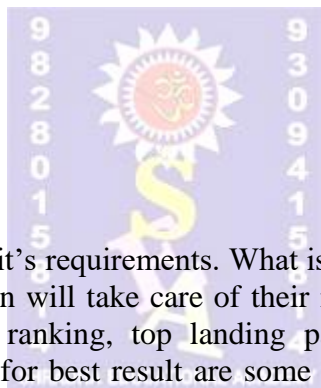 9 9
8 3
2 0
8 9
0 4
1 1
ॐ
S
V
A
it’s requirements. What is
n will take care of their
ranking, top landing p
for best result are some